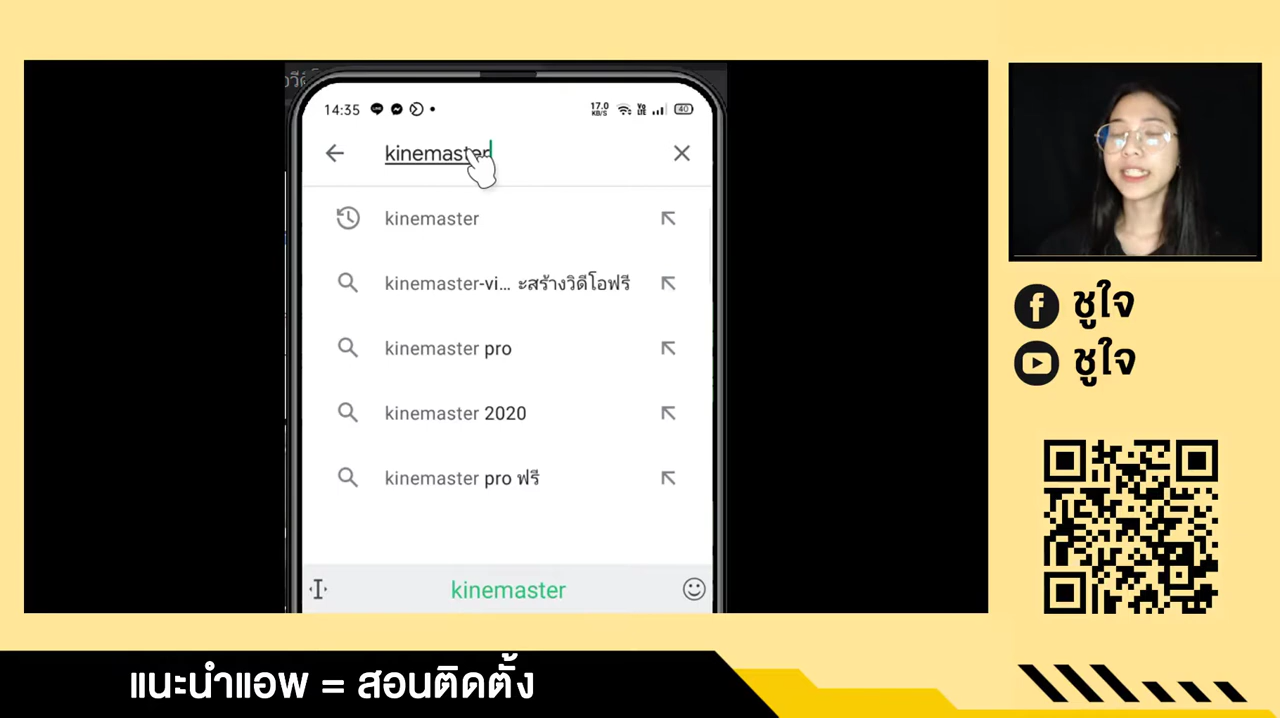 14:35
17.0 KB/S
Vo LTE
40
kinemaster
kinemaster
kinemaster-vi... ะสร้างวิดีโอฟรี
kinemaster pro
kinemaster 2020
kinemaster pro ฟรี
kinemaster
ชูใจ
ชูใจ
แนะนำแอพ = สอนติดตั้ง